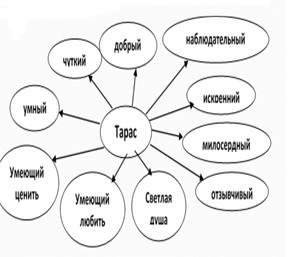 добрый
наблюдательный
чуткий
искренний
умный
Тарас
милосердный
Умеющий
ценить
отзывчивый
Умеющий
любить
Светлая
душа